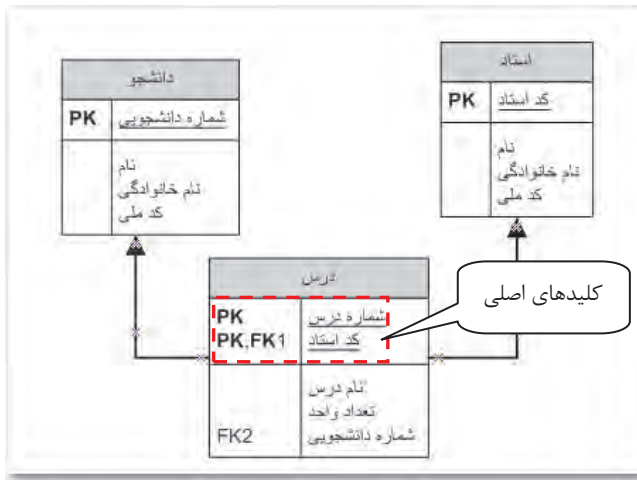 استاد
PK کد استاد
نام
نام خانوادگی
کد ملی
دانشجو
PK شماره دانشجویی
نام
نام خانوادگی
کد ملی
درس
PK شماره درس
PK,FK1 کد استاد
نام درس
تعداد واحد
FK2 شماره دانشجویی
کلیدهای اصلی